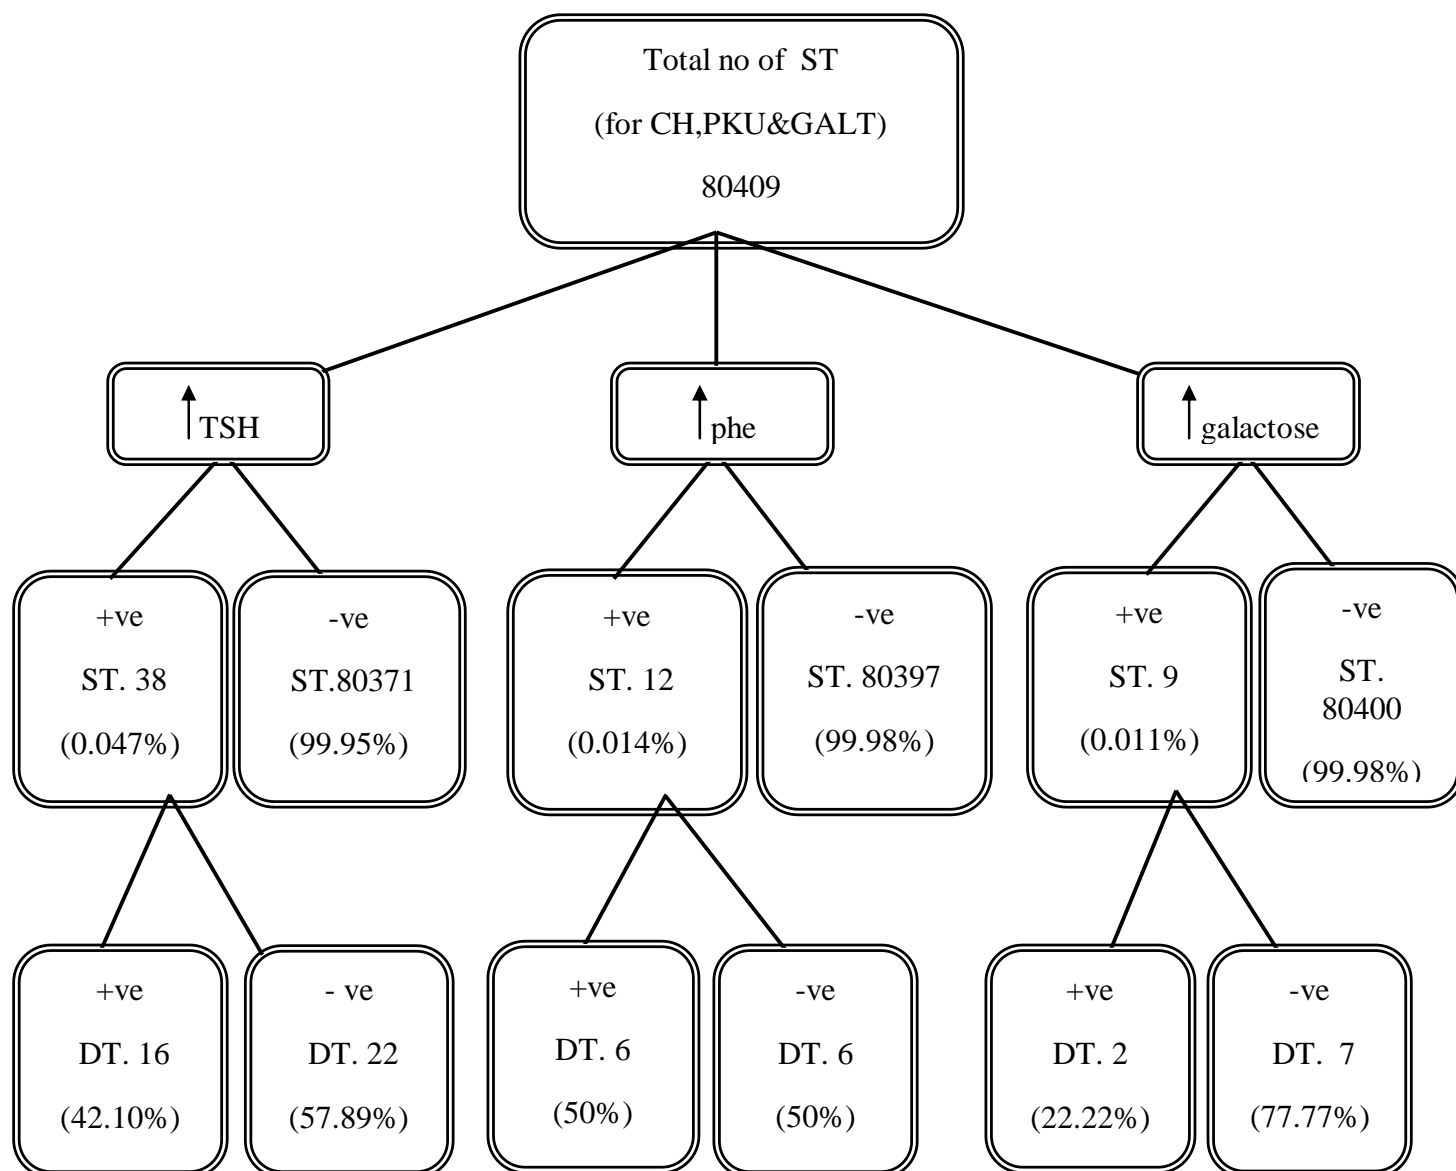 Total no of ST
(for CH,PKU&GALT)
80409
↑TSH
↑phe
↑galactose
+ve
ST. 38
(0.047%)
-ve
ST.80371
(99.95%)
+ve
ST. 12
(0.014%)
-ve
ST. 80397
(99.98%)
+ve
ST. 9
(0.011%)
-ve
ST.
80400
(99.98%)
+ve
DT. 16
(42.10%)
- ve
DT. 22
(57.89%)
+ve
DT. 6
(50%)
-ve
DT. 6
(50%)
+ve
DT. 2
(22.22%)
-ve
DT. 7
(77.77%)